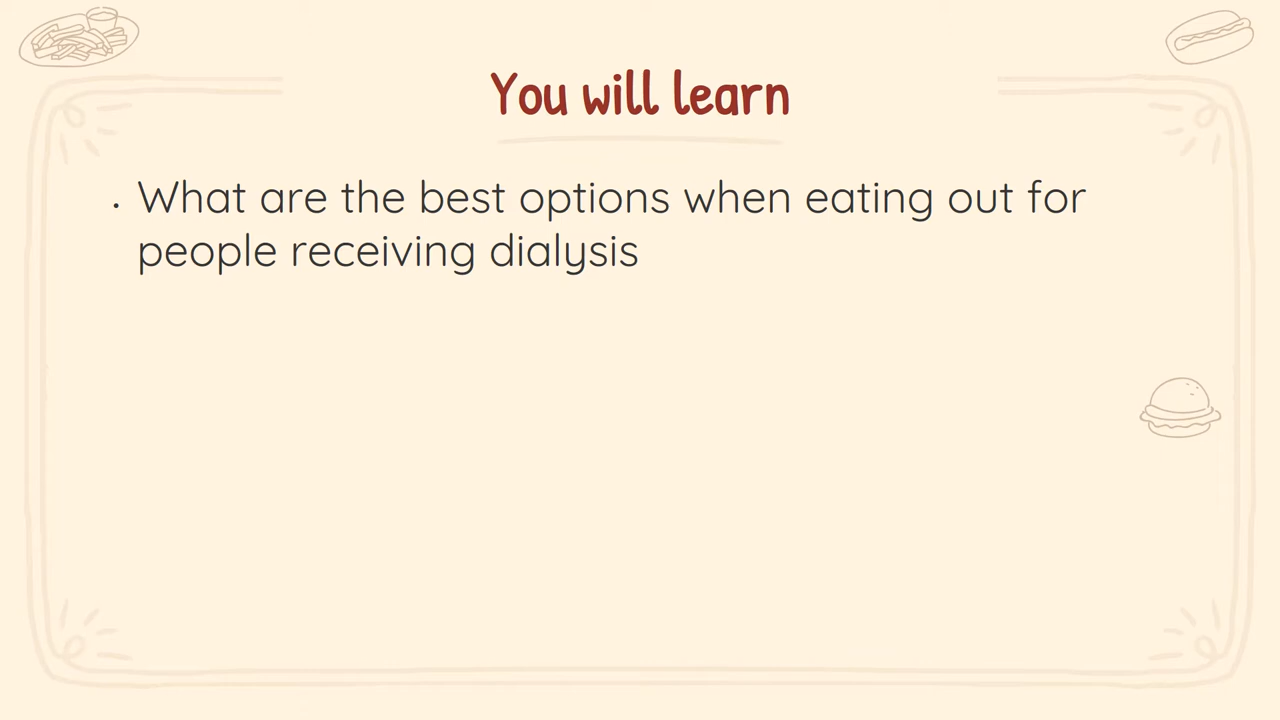 You will learn
. What are the best options when eating out for
people receiving dialysis